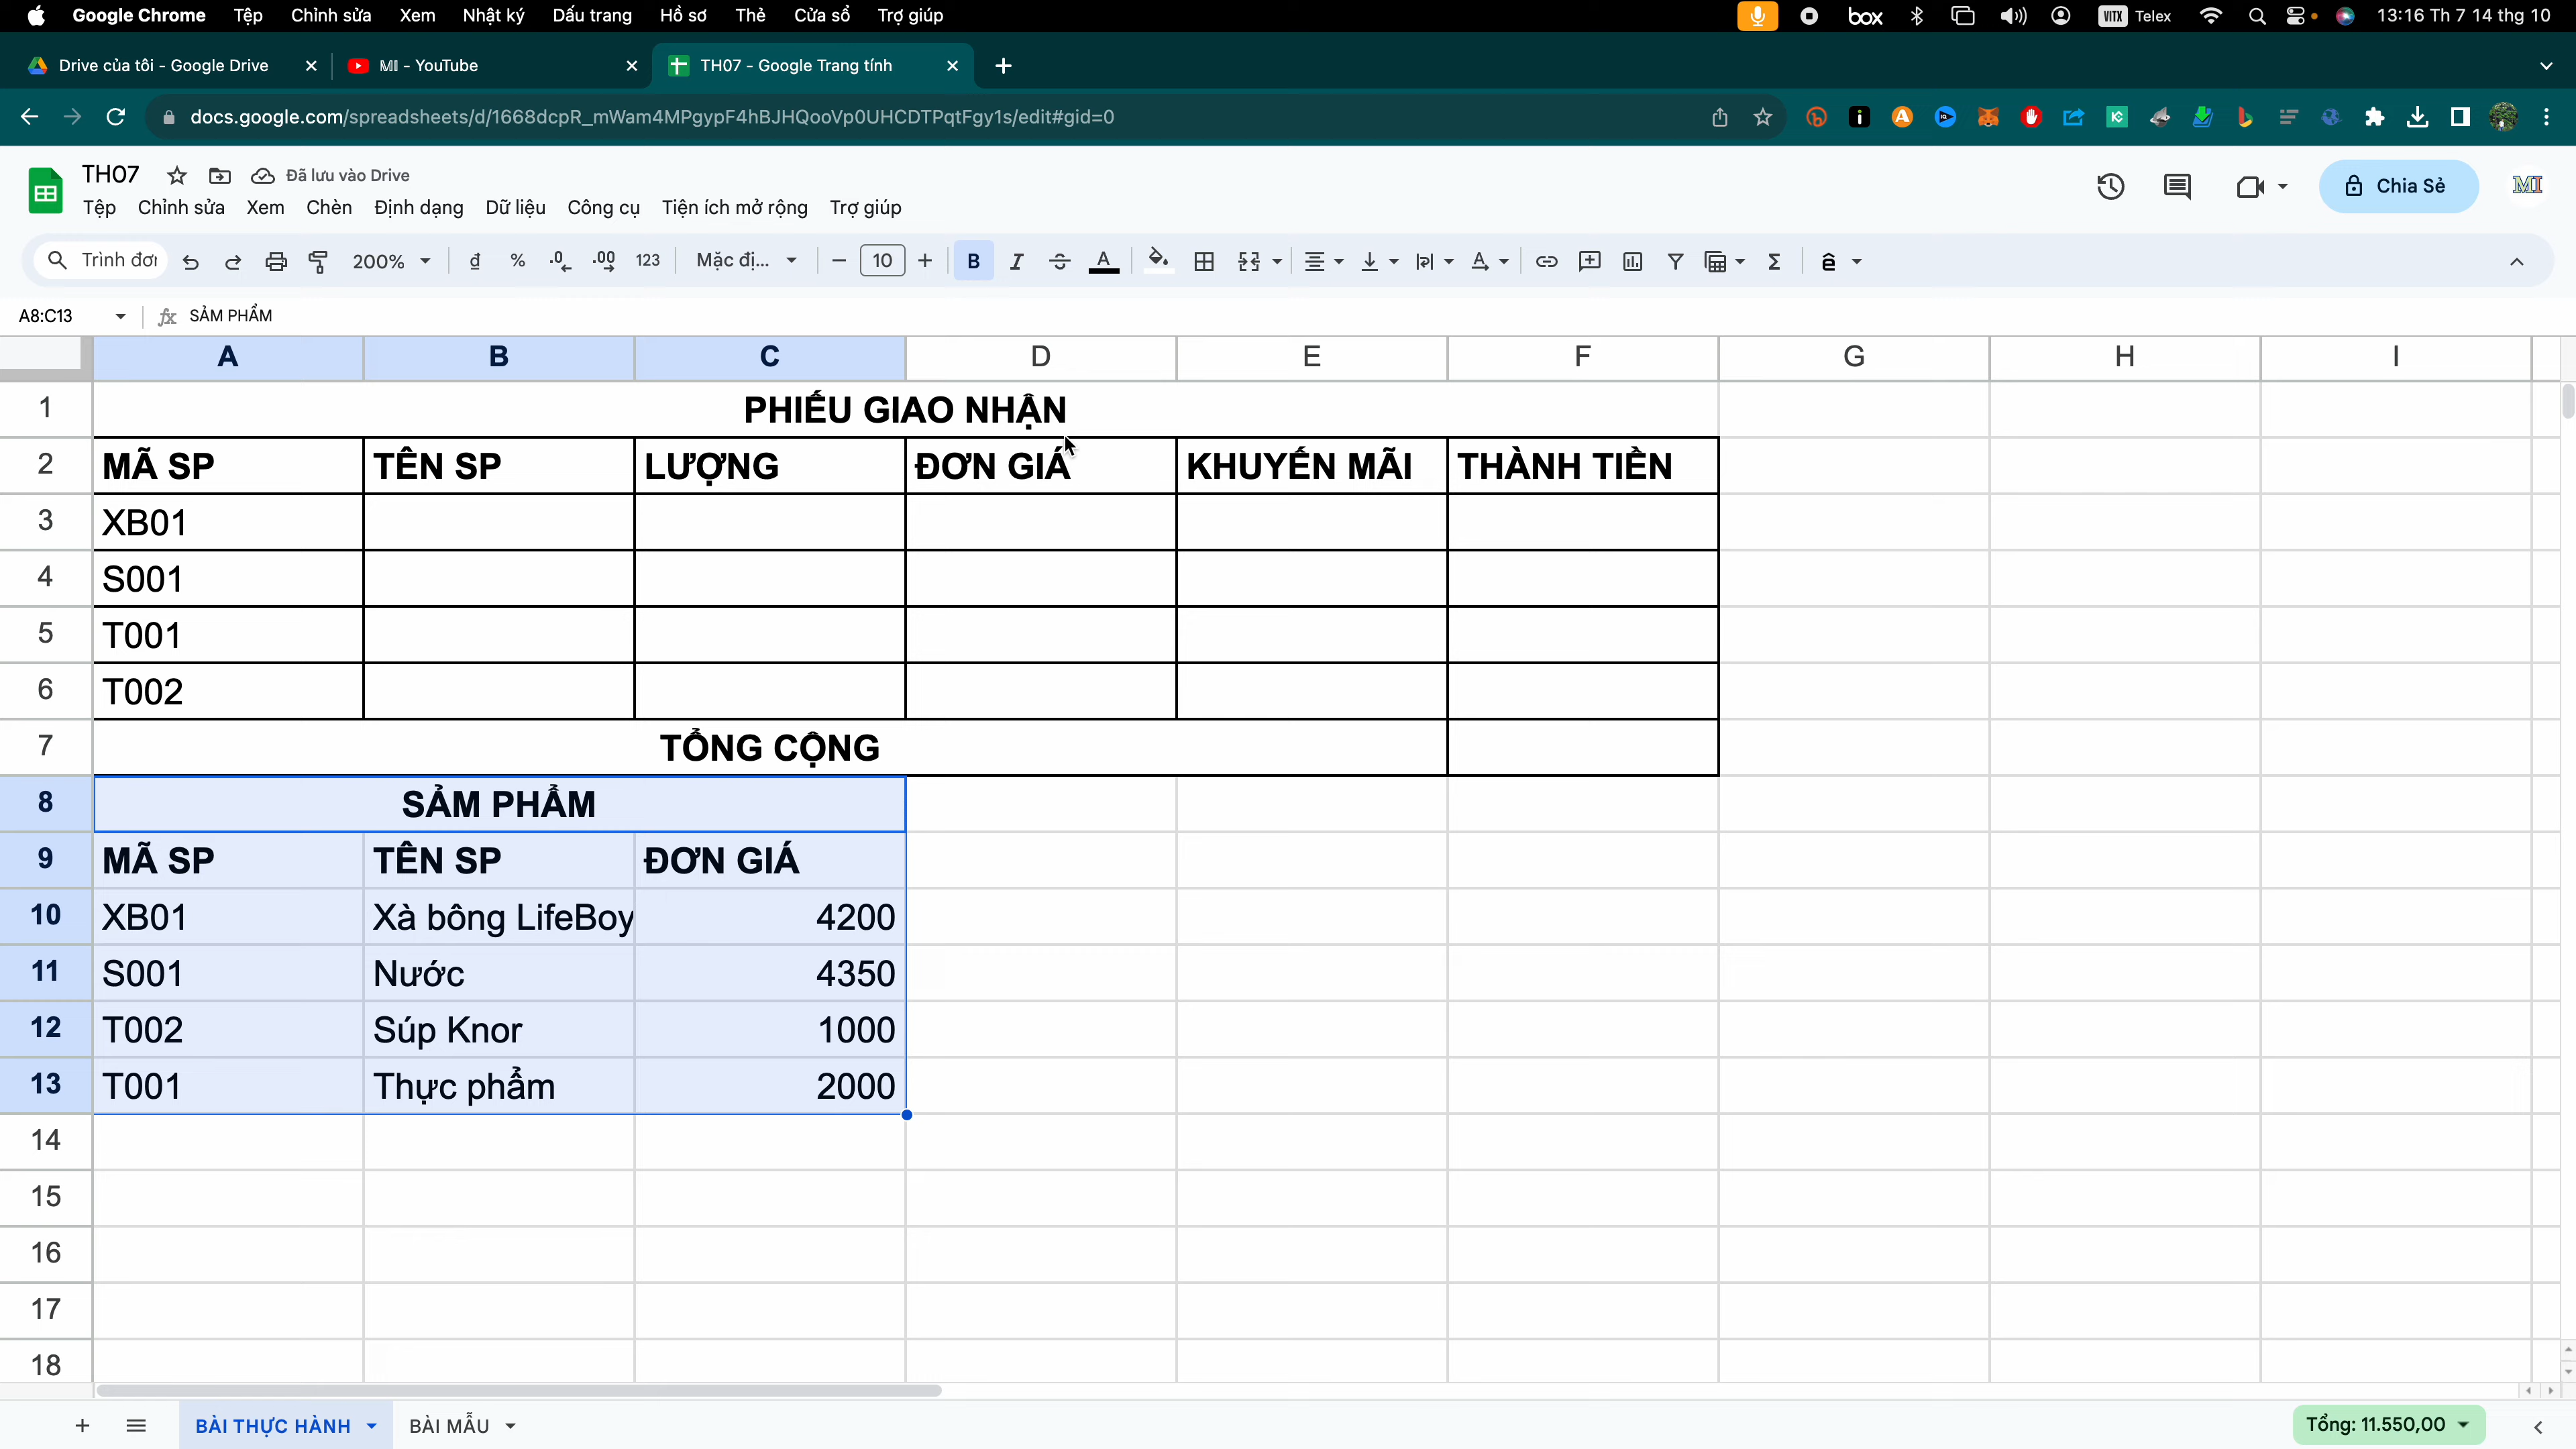 Google Chrome Tệp Chỉnh sửa Xem Nhật ký Dấu trang Hồ sơ Thẻ Cửa sổ Trợ giúp box VITX Telex 13:16 Th 7 14 thg 10
Drive của tôi - Google Drive MI - YouTube TH07 - Google Trang tính
docs.google.com/spreadsheets/d/1668dcpR_mWam4MPgypF4hBJHQooVp0UHCDTPqtFgy1s/edit#gid=0
TH07 Đã lưu vào Drive
Chia Sẻ MI
Tệp Chỉnh sửa Xem Chèn Định dạng Dữ liệu Công cụ Tiện ích mở rộng Trợ giúp
Trình đơn 200% đ % .0 .00 123 Mặc đị... 10 B I A ê
A8:C13 fx SẢM PHẨM
A B C D E F G H I
1 PHIẾU GIAO NHẬN
2 MÃ SP TÊN SP LƯỢNG ĐƠN GIÁ KHUYẾN MÃI THÀNH TIỀN
3 XB01
4 S001
5 T001
6 T002
7 TỔNG CỘNG
8 SẢM PHẨM
9 MÃ SP TÊN SP ĐƠN GIÁ
10 XB01 Xà bông LifeBoy 4200
11 S001 Nước 4350
12 T002 Súp Knor 1000
13 T001 Thực phẩm 2000
14
15
16
17
18
BÀI THỰC HÀNH BÀI MẪU Tổng: 11.550,00